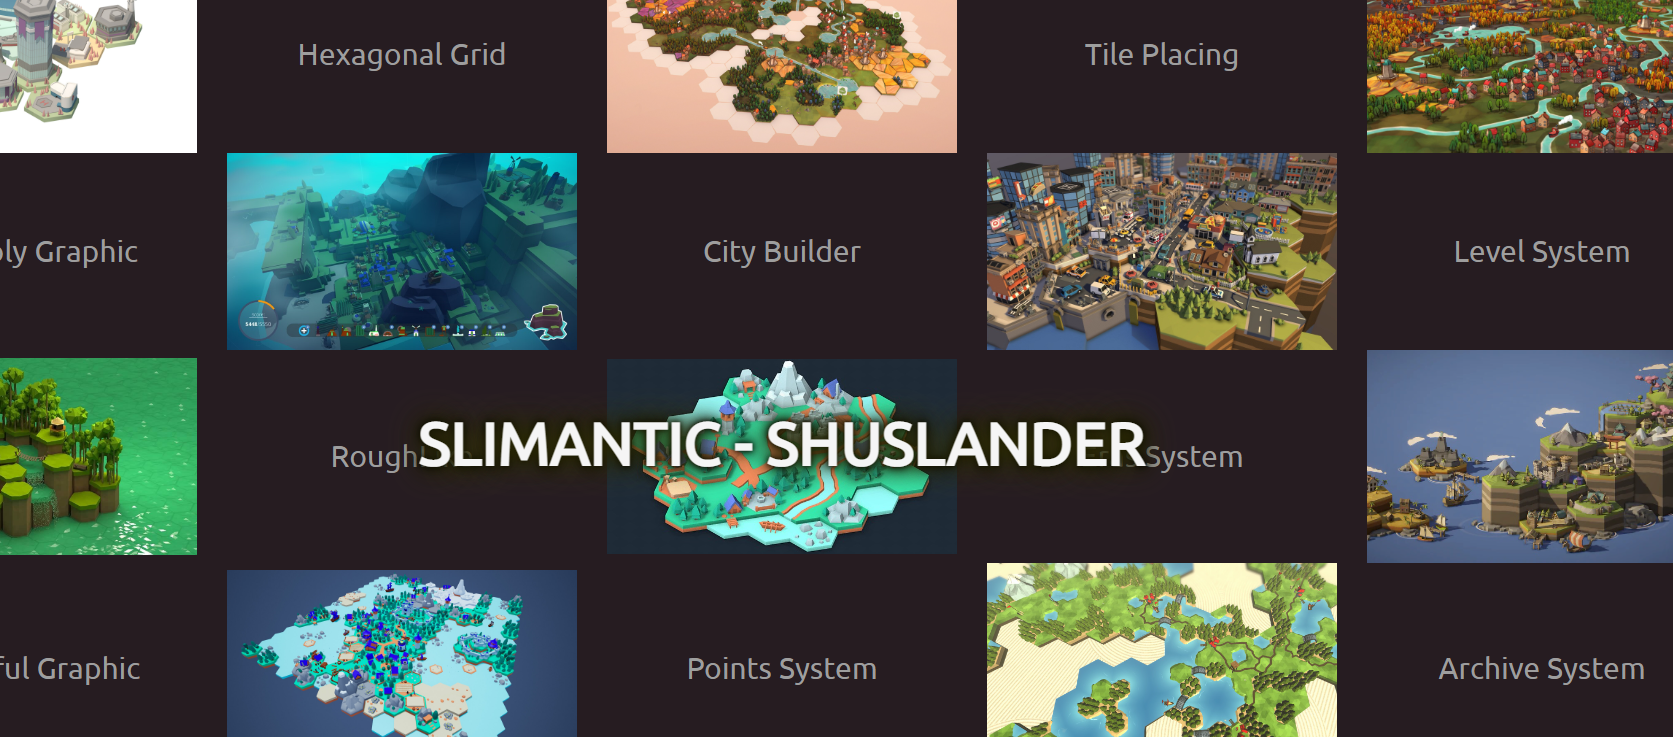 Hexagonal Grid
Tile Placing
ly Graphic
City Builder
Level System
Rough
SLIMANTIC - SHUSLANDER
System
ful Graphic
Points System
Archive System